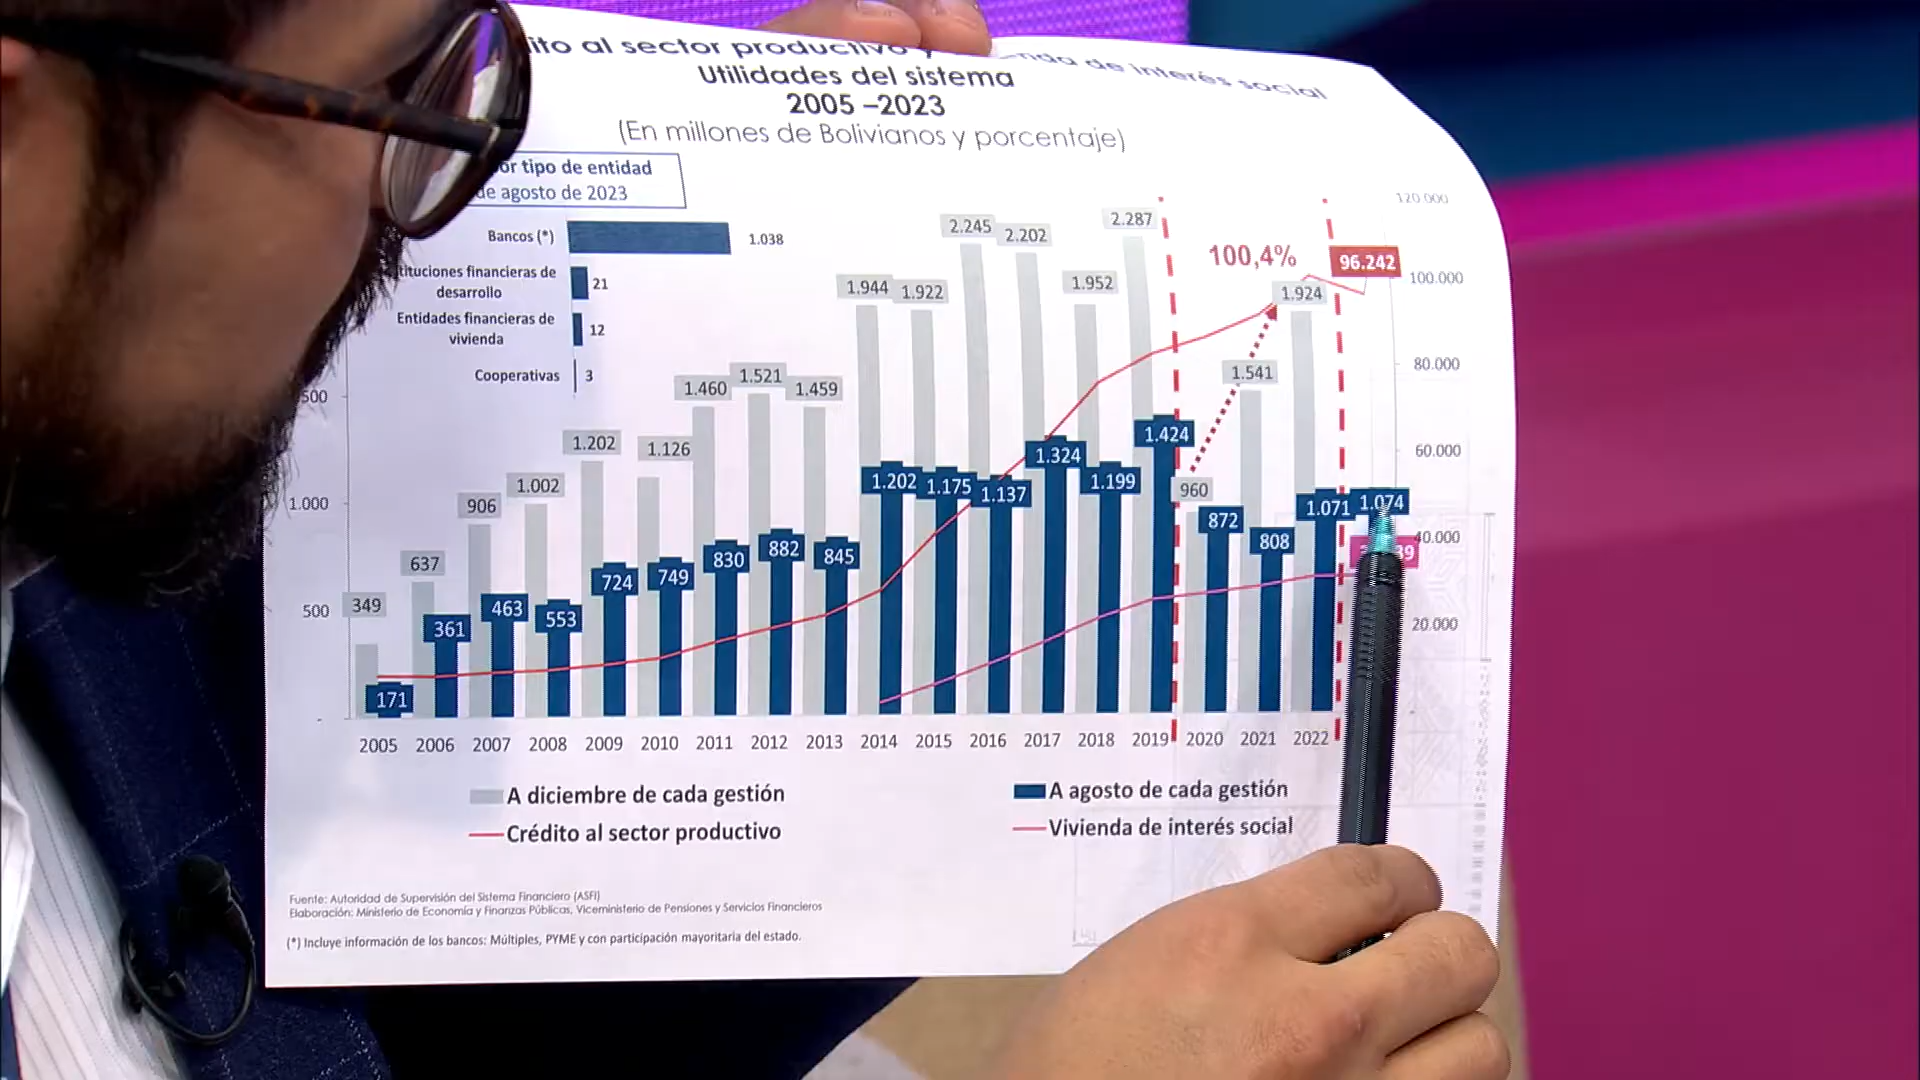 al sector productivo y
de interés social
Utilidades del sistema
2005 –2023
(En millones de Bolivianos y porcentaje)
tipo de entidad
de agosto de 2023
Bancos (*)
1.038
financieras de
desarrollo
21
Entidades financieras de
vivienda
12
Cooperativas
3
1.000
500
-
120.000
100.000
80.000
60.000
40.000
20.000
349
637
906
1.002
1.202
1.126
1.460
1.521
1.459
1.944
1.922
2.245
2.202
1.952
2.287
960
1.541
1.924
171
361
463
553
724
749
830
882
845
1.202
1.175
1.137
1.324
1.199
1.424
872
808
1.071
1.074
100,4%
96.242
2005 2006 2007 2008 2009 2010 2011 2012 2013 2014 2015 2016 2017 2018 2019 2020 2021 2022
A diciembre de cada gestión
A agosto de cada gestión
Crédito al sector productivo
Vivienda de interés social
Fuente: Autoridad de Supervisión del Sistema Financiero (ASFI)
Elaboración: Ministerio de Economía y Finanzas Públicas, Viceministerio de Pensiones y Servicios Financieros
(*) Incluye información de los bancos: Múltiples, PYME y con participación mayoritaria del estado.